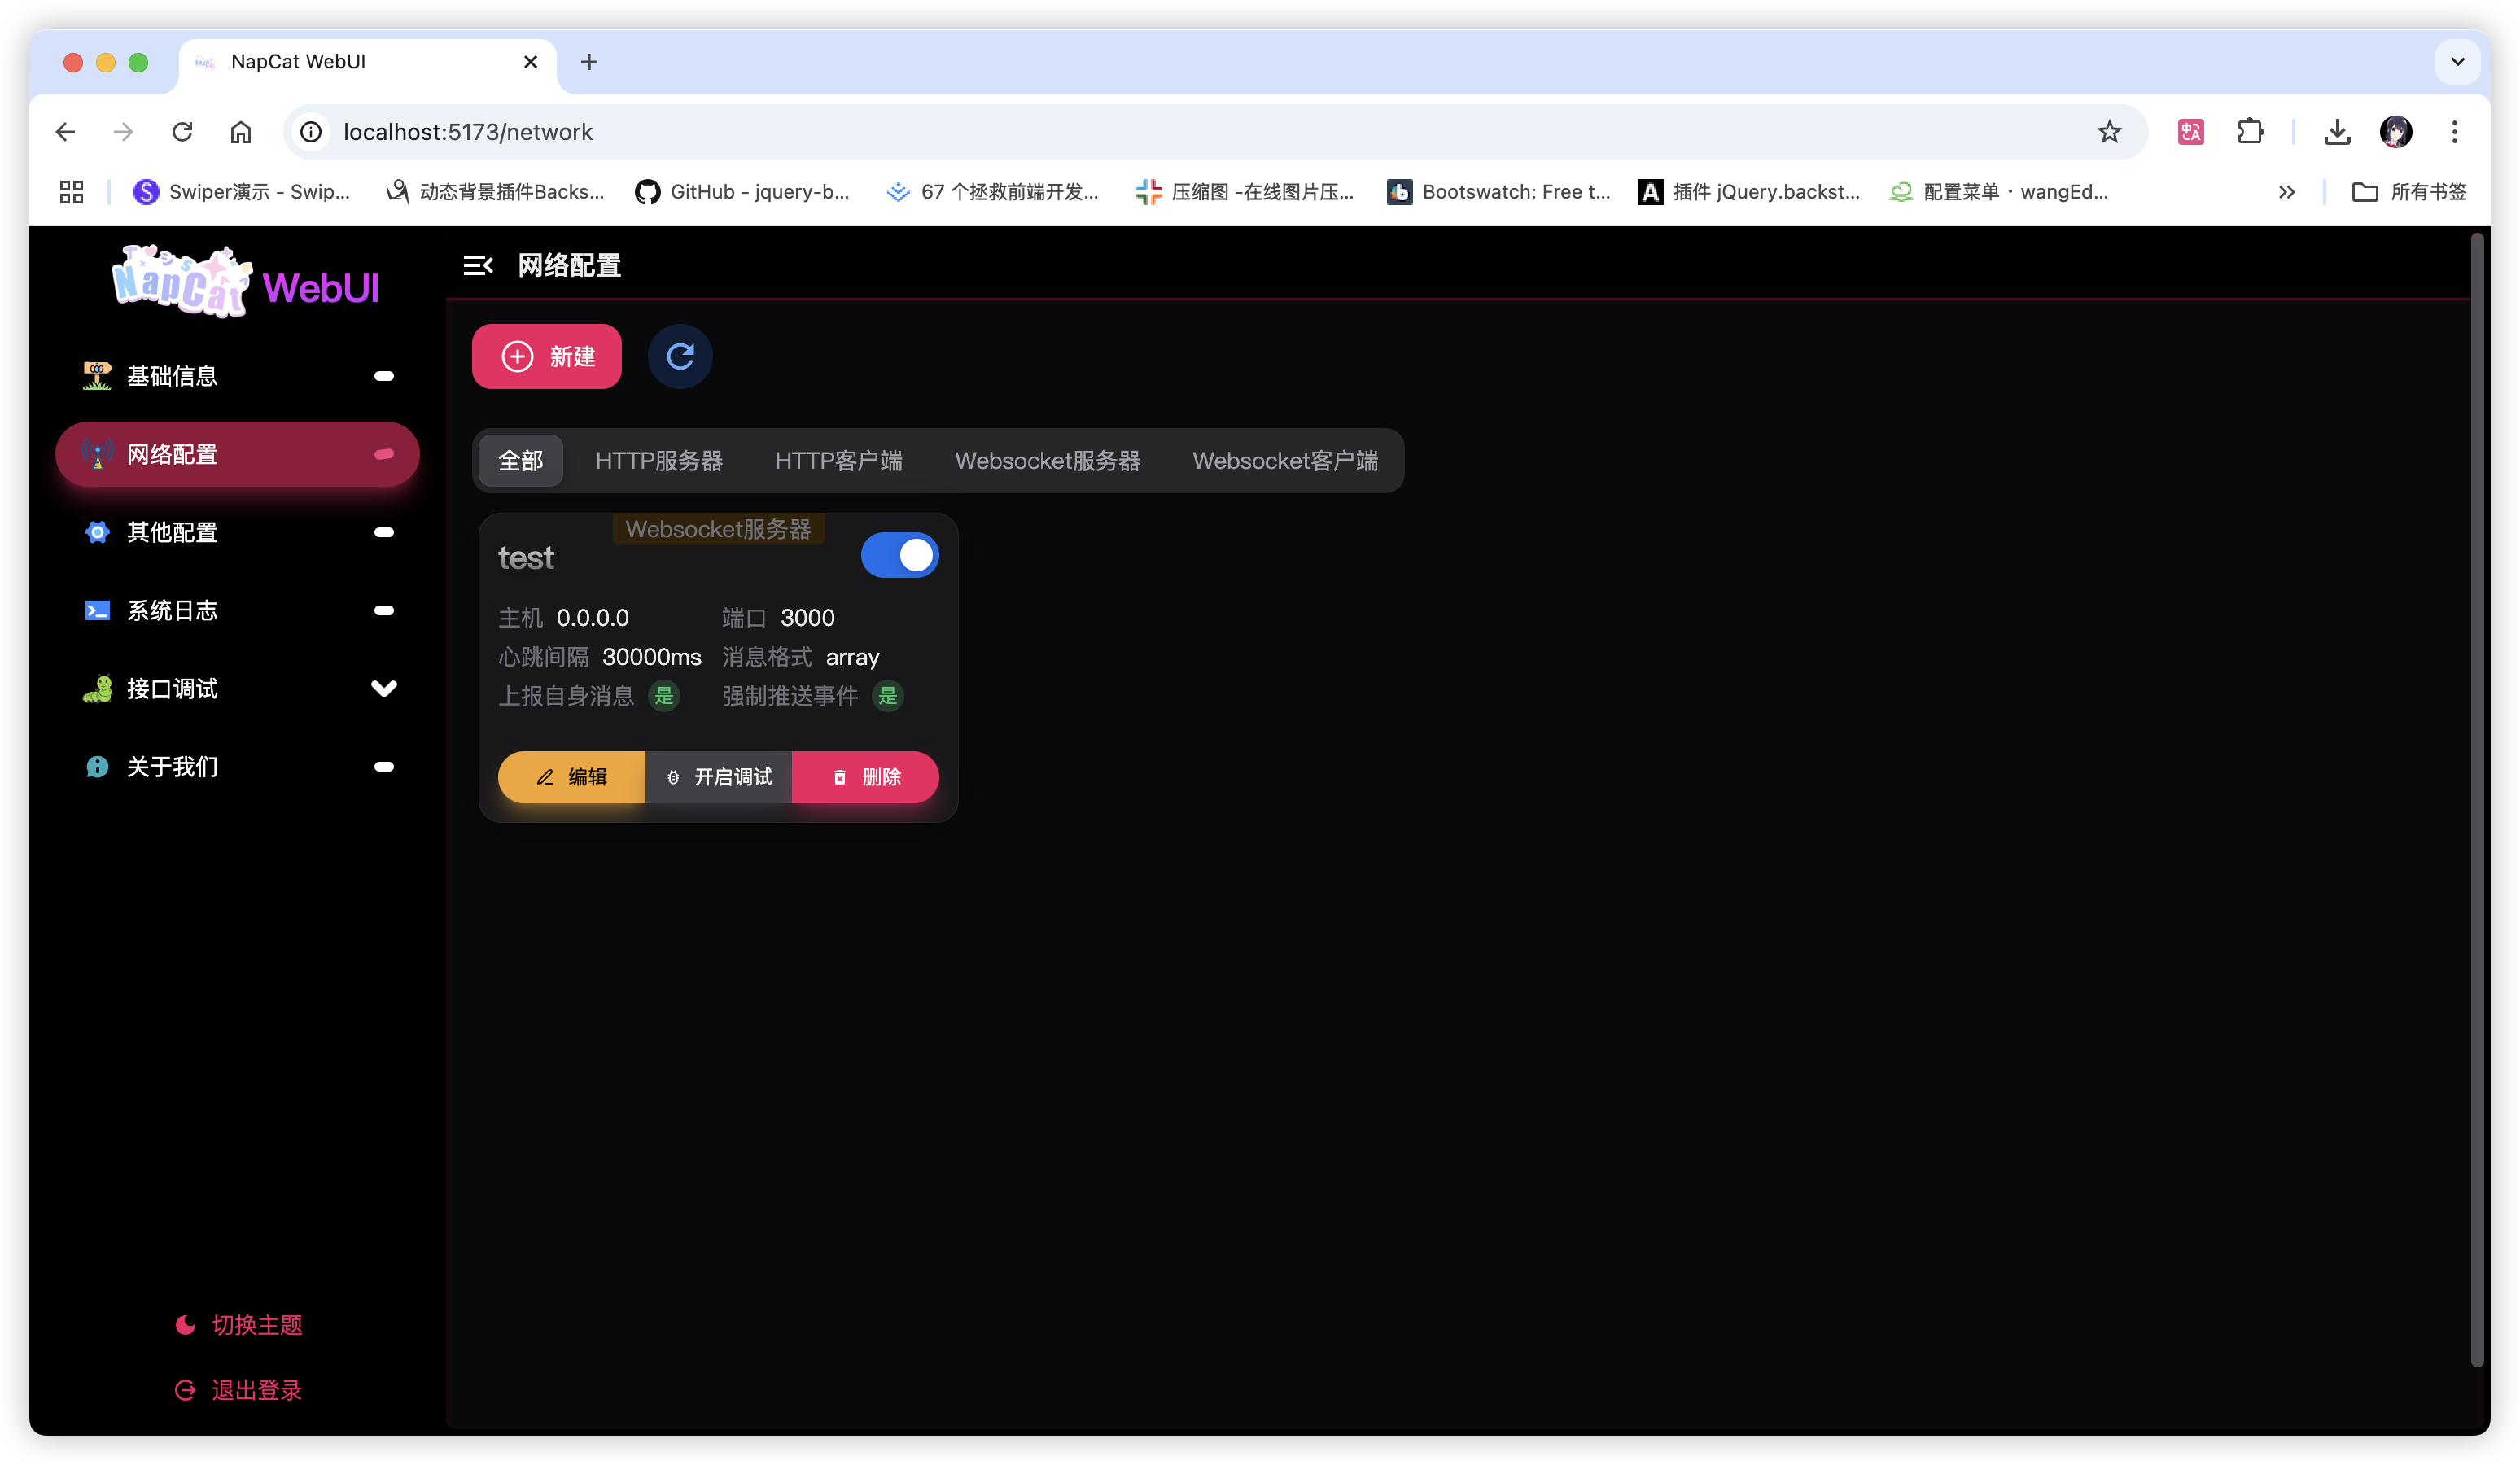 NapCat WebUI
localhost:5173/network
Swiper演示 - Swip...
动态背景插件Backs...
GitHub - jquery-b...
67 个拯救前端开发...
压缩图 -在线图片压...
Bootswatch: Free t...
插件 jQuery.backst...
配置菜单 · wangEd...
所有书签
NapCat WebUI
网络配置
基础信息
网络配置
其他配置
系统日志
接口调试
关于我们
切换主题
退出登录
新建
全部
HTTP服务器
HTTP客户端
Websocket服务器
Websocket客户端
Websocket服务器
test
主机 0.0.0.0 端口 3000
心跳间隔 30000ms 消息格式 array
上报自身消息 是 强制推送事件 是
编辑 开启调试 删除